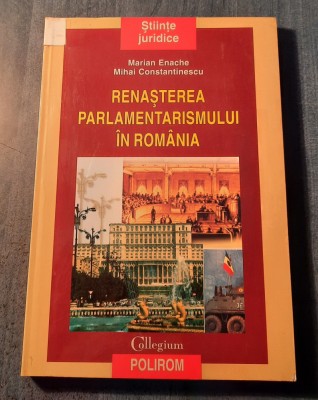 Științe
juridice
Marian Enache
Mihai Constantinescu
RENAȘTEREA
PARLAMENTARISMULUI
ÎN ROMÂNIA
Collegium
POLIROM